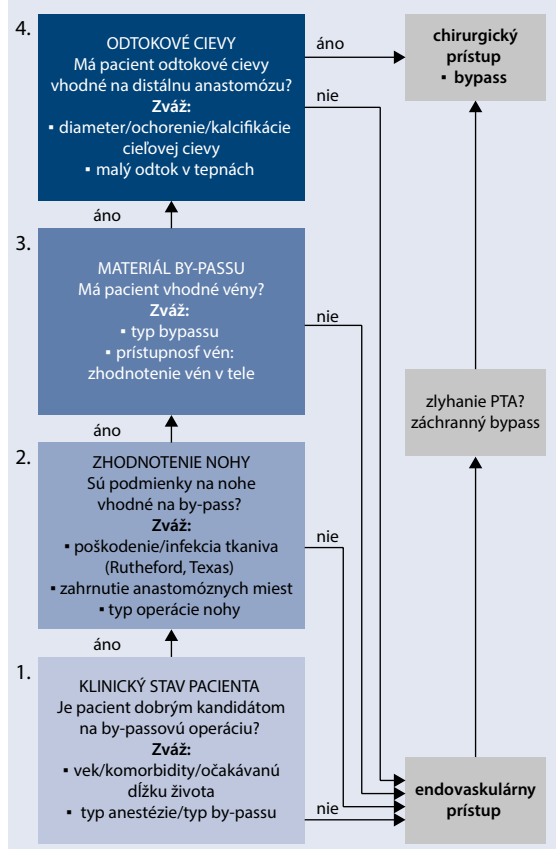 4.
ODTOKOVÉ CIEVY
Má pacient odtokové cievy
vhodné na distálnu anastomózu?
Zváž:
▪ diameter/ochorenie/kalcifikácie
cieľovej cievy
▪ malý odtok v tepnách
áno
nie
chirurgický
prístup
▪ bypass
áno
3.
MATERIÁL BY-PASSU
Má pacient vhodné vény?
Zváž:
▪ typ bypassu
▪ prístupnosť vén:
zhodnotenie vén v tele
nie
zlyhanie PTA?
záchranný bypass
áno
2.
ZHODNOTENIE NOHY
Sú podmienky na nohe
vhodné na by-pass?
Zváž:
▪ poškodenie/infekcia tkaniva
(Rutheford, Texas)
▪ zahrnutie anastomóznych miest
▪ typ operácie nohy
nie
áno
1.
KLINICKÝ STAV PACIENTA
Je pacient dobrým kandidátom
na by-passovú operáciu?
Zváž:
▪ vek/komorbidity/očakávanú
dĺžku života
▪ typ anestézie/typ by-passu
nie
endovaskulárny
prístup